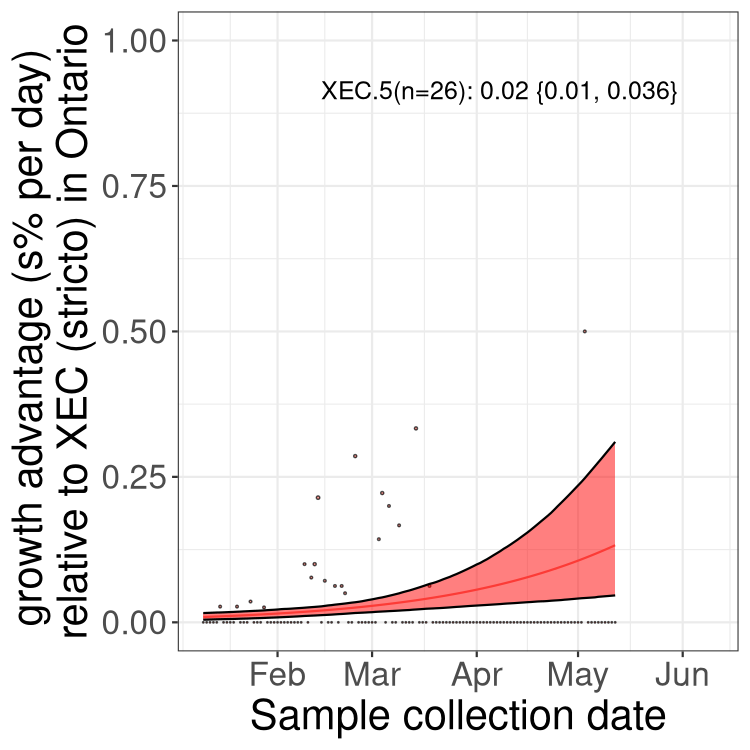 growth advantage (s% per day)
relative to XEC (stricto) in Ontario
1.00
0.75
0.50
0.25
0.00
XEC.5(n=26): 0.02 {0.01, 0.036}
Feb Mar Apr May Jun
Sample collection date